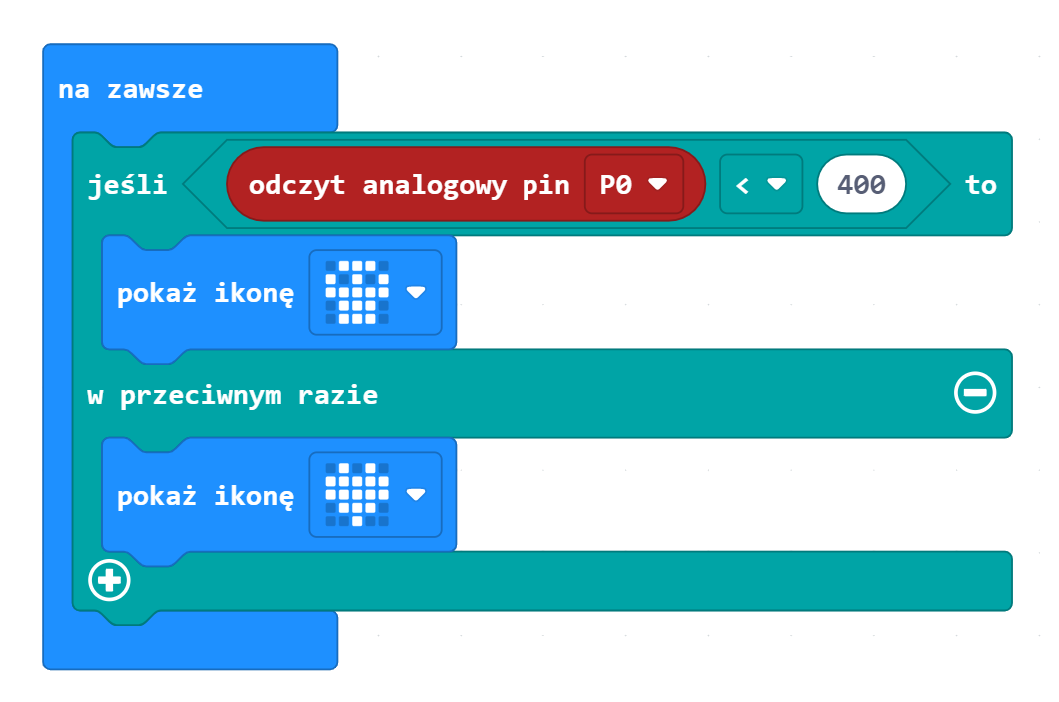 na zawsze
jeśli odczyt analogowy pin P0 < 400 to
pokaż ikonę
w przeciwnym razie
pokaż ikonę